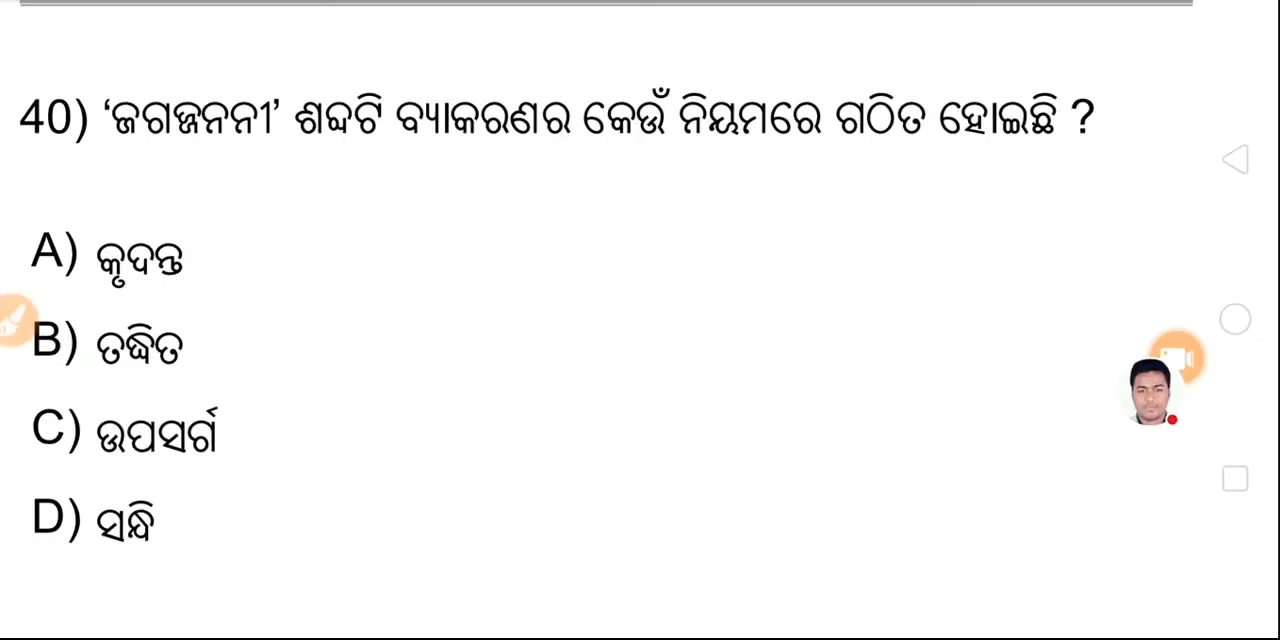 40) ‘ଜଗଜ୍ଜନନୀ’ ଶବ୍ଦଟି ବ୍ୟାକରଣର କେଉଁ ନିୟମରେ ଗଠିତ ହୋଇଛି ?
A) କୃଦନ୍ତ
B) ତଦ୍ଧିତ
C) ଉପସର୍ଗ
D) ସନ୍ଧି